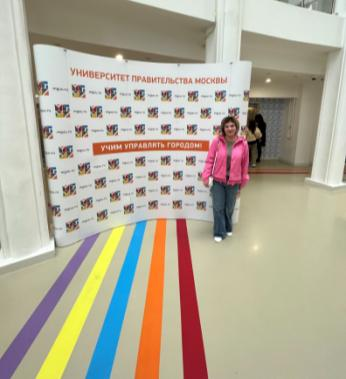 УНИВЕРСИТЕТ ПРАВИТЕЛЬСТВА МОСКВЫ
УЧИМ УПРАВЛЯТЬ ГОРОДОМ!